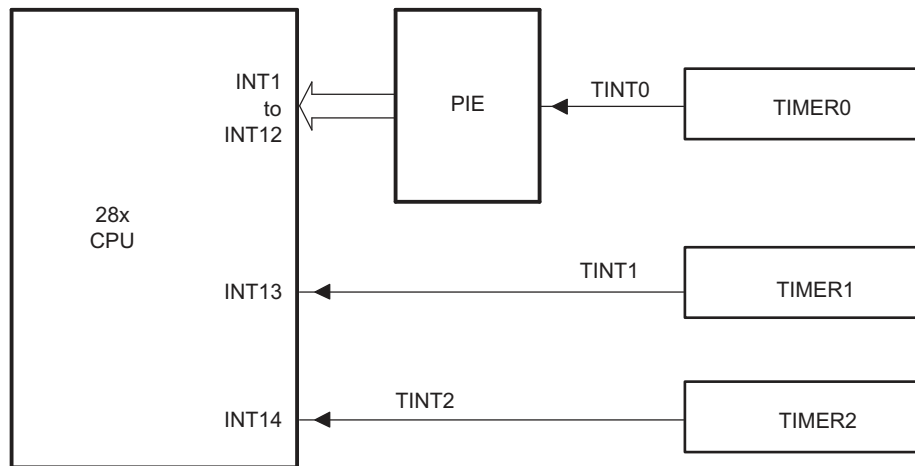 INT1
to
INT12
PIE
TINT0
TIMER0
28x
CPU
INT13
TINT1
TIMER1
INT14
TINT2
TIMER2